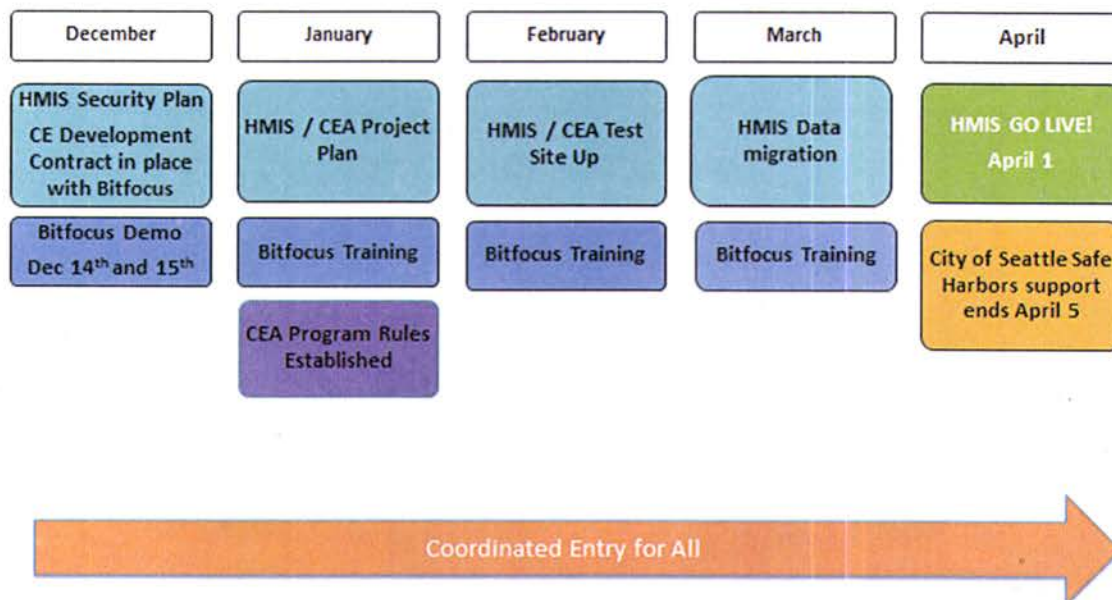 December
January
February
March
April
HMIS Security Plan
CE Development
Contract in place
with Bitfocus
HMIS / CEA Project
Plan
HMIS / CEA Test
Site Up
HMIS Data
migration
HMIS GO LIVE!
April 1
Bitfocus Demo
Dec 14th and 15th
Bitfocus Training
Bitfocus Training
Bitfocus Training
City of Seattle Safe
Harbors support
ends April 5
CEA Program Rules
Established
Coordinated Entry for All